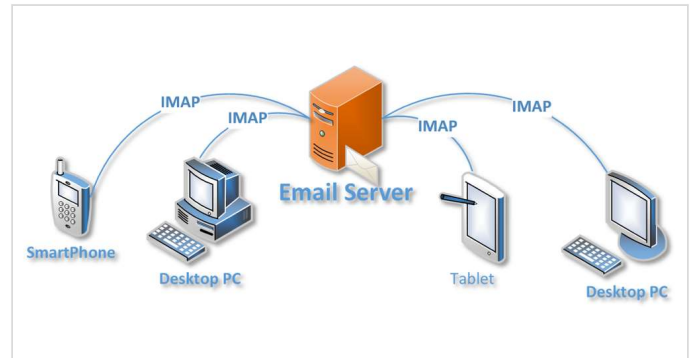 IMAP
IMAP
IMAP
IMAP
Email Server
SmartPhone
Desktop PC
Tablet
Desktop PC